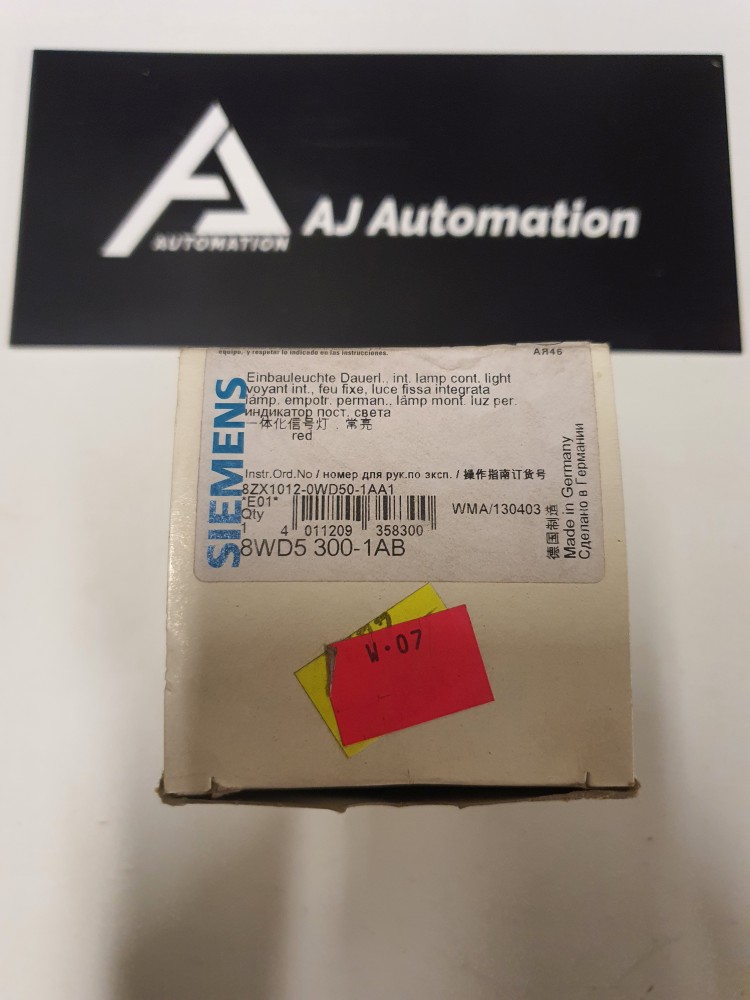 AUTOMATION
AJ Automation
equipo, y respetar lo indicado en las instrucciones.
AR46
SIEMENS
Einbauleuchte Dauerl., int. lamp cont. light
voyant int., feu fixe, luce fissa integrata
lámp. empotr. perman., lâmp mont. luz per.
индикатор пост. света
一体化信号灯，常亮
red
Instr.Ord.No / номер для рук.по эксп. / 操作指南订货号
8ZX1012-0WD50-1AA1
*E01*
Qty
1
4 011209 358300
WMA/130403
8WD5 300-1AB
德国制造
Made in Germany
Сделано в Германии
W·07